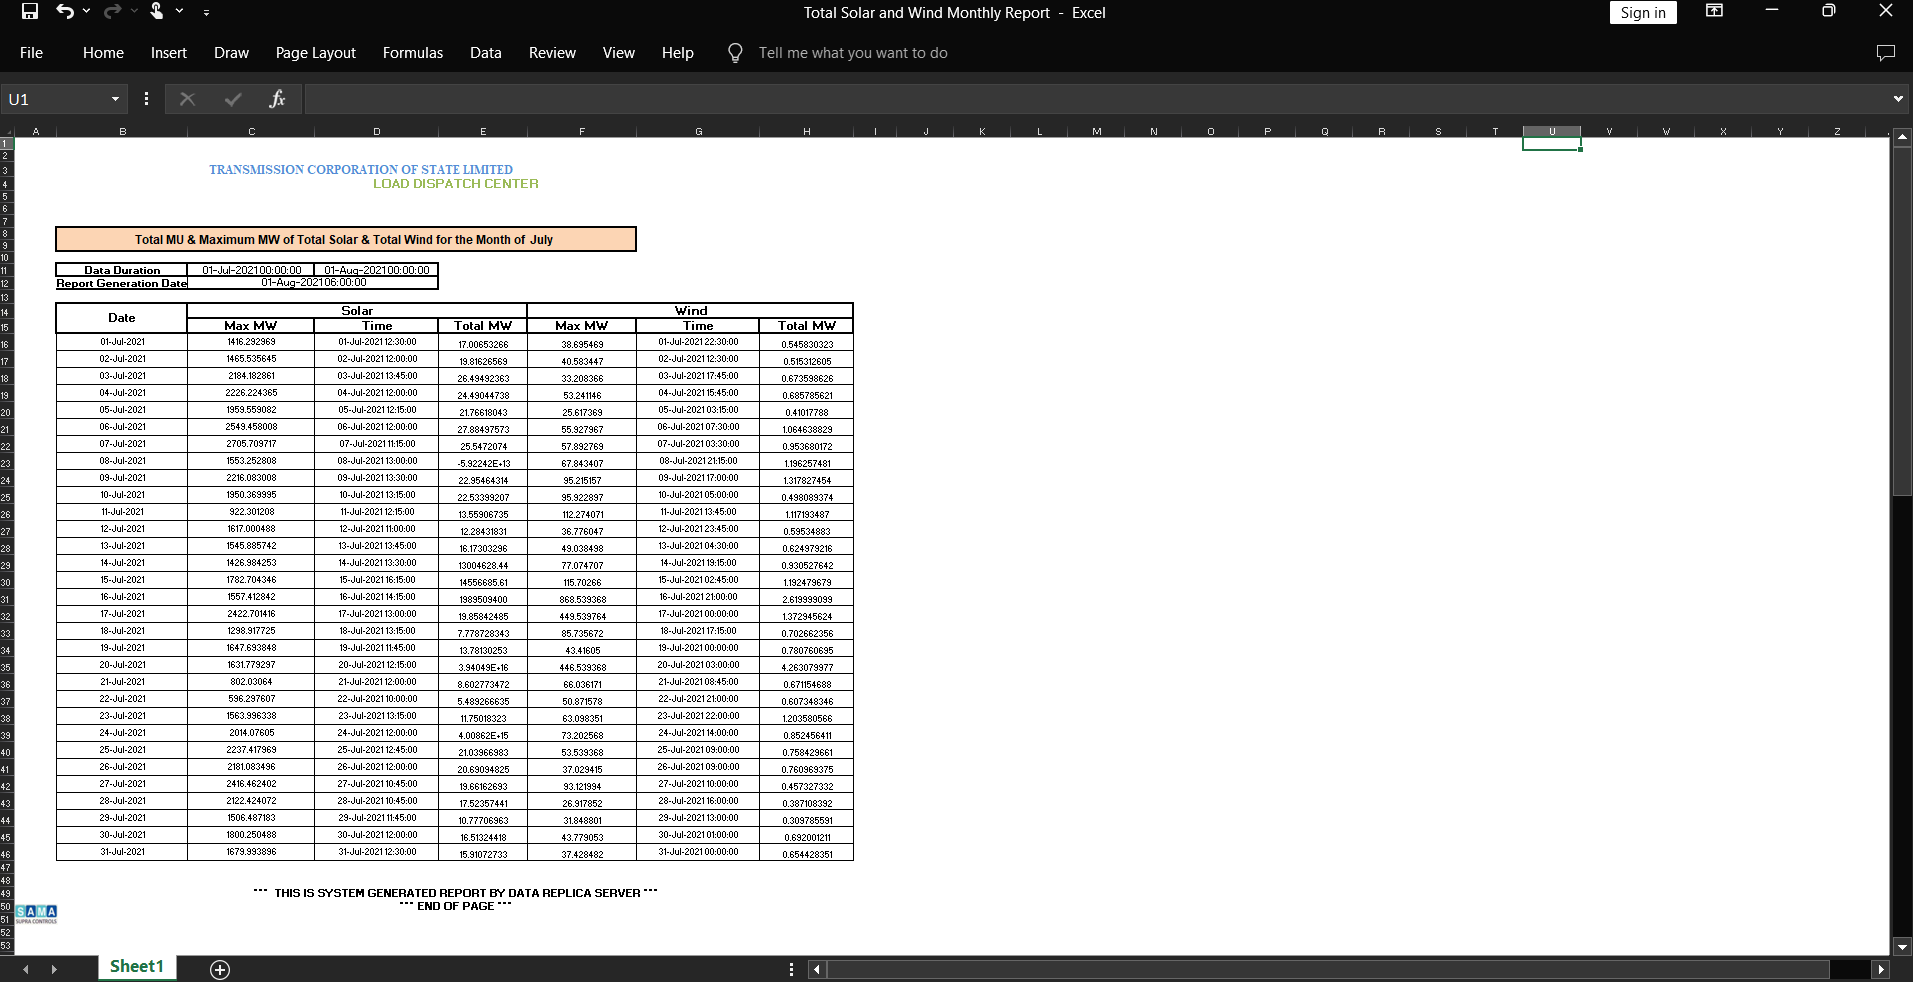 Total Solar and Wind Monthly Report - Excel
Sign in
File Home Insert Draw Page Layout Formulas Data Review View Help Tell me what you want to do
U1
fx
A B C D E F G H I J K L M N O P Q R S T U V W X Y Z
TRANSMISSION CORPORATION OF STATE LIMITED
LOAD DISPATCH CENTER
Total MU & Maximum MW of Total Solar & Total Wind for the Month of July
Data Duration 01-Jul-2021 00:00:00 01-Aug-2021 00:00:00
Report Generation Date 01-Aug-2021 06:00:00
Date Solar Wind
Max MW Time Total MW Max MW Time Total MW
01-Jul-2021 1416.292969 01-Jul-2021 12:30:00 17.00653266 38.695469 01-Jul-2021 22:30:00 0.545830323
02-Jul-2021 1465.535645 02-Jul-2021 12:00:00 19.81626569 40.583447 02-Jul-2021 12:30:00 0.515312605
03-Jul-2021 2184.182861 03-Jul-2021 13:45:00 26.49492363 33.208366 03-Jul-2021 17:45:00 0.673598626
04-Jul-2021 2226.224365 04-Jul-2021 12:00:00 24.49044738 53.241146 04-Jul-2021 15:45:00 0.685785621
05-Jul-2021 1959.559082 05-Jul-2021 12:15:00 21.76618043 25.617369 05-Jul-2021 03:15:00 0.41017788
06-Jul-2021 2549.458008 06-Jul-2021 12:00:00 27.88497573 55.927967 06-Jul-2021 07:30:00 1.064638829
07-Jul-2021 2705.709717 07-Jul-2021 11:15:00 25.5472074 57.892769 07-Jul-2021 03:30:00 0.953680172
08-Jul-2021 1553.252808 08-Jul-2021 13:00:00 -5.92242E+13 67.843407 08-Jul-2021 21:15:00 1.196257481
09-Jul-2021 2216.083008 09-Jul-2021 13:30:00 22.95464314 95.215157 09-Jul-2021 17:00:00 1.317827454
10-Jul-2021 1950.369995 10-Jul-2021 13:15:00 22.53399207 95.922897 10-Jul-2021 05:00:00 0.498089374
11-Jul-2021 922.301208 11-Jul-2021 12:15:00 13.55906735 112.274071 11-Jul-2021 13:45:00 1.117193487
12-Jul-2021 1617.000488 12-Jul-2021 11:00:00 12.28431831 36.776047 12-Jul-2021 23:45:00 0.59534883
13-Jul-2021 1545.885742 13-Jul-2021 13:45:00 16.17303296 49.038498 13-Jul-2021 04:30:00 0.624979216
14-Jul-2021 1426.984253 14-Jul-2021 13:30:00 13004628.44 77.074707 14-Jul-2021 19:15:00 0.930527642
15-Jul-2021 1782.704346 15-Jul-2021 16:15:00 14556685.61 115.70266 15-Jul-2021 02:45:00 1.192479679
16-Jul-2021 1557.412842 16-Jul-2021 14:15:00 1989509400 868.539368 16-Jul-2021 21:00:00 2.619999099
17-Jul-2021 2422.701416 17-Jul-2021 13:00:00 19.85842485 449.539764 17-Jul-2021 00:00:00 1.372945624
18-Jul-2021 1298.917725 18-Jul-2021 13:15:00 7.778728343 85.735672 18-Jul-2021 17:15:00 0.702662356
19-Jul-2021 1647.693848 19-Jul-2021 11:45:00 13.78130253 43.41605 19-Jul-2021 00:00:00 0.780760695
20-Jul-2021 1631.779297 20-Jul-2021 12:15:00 3.94049E+16 446.539368 20-Jul-2021 03:00:00 4.263079977
21-Jul-2021 802.03064 21-Jul-2021 12:00:00 8.602773472 66.036171 21-Jul-2021 08:45:00 0.671154688
22-Jul-2021 596.297607 22-Jul-2021 10:00:00 5.489266635 50.871578 22-Jul-2021 21:00:00 0.607348346
23-Jul-2021 1563.996338 23-Jul-2021 13:15:00 11.75018323 63.098351 23-Jul-2021 22:00:00 1.203580566
24-Jul-2021 2014.07605 24-Jul-2021 12:00:00 4.00862E+15 73.202568 24-Jul-2021 14:00:00 0.852456411
25-Jul-2021 2237.417969 25-Jul-2021 12:45:00 21.03966983 53.539368 25-Jul-2021 09:00:00 0.758429661
26-Jul-2021 2181.083496 26-Jul-2021 12:00:00 20.69094825 37.029415 26-Jul-2021 09:00:00 0.760969375
27-Jul-2021 2416.462402 27-Jul-2021 10:45:00 19.66162693 93.121994 27-Jul-2021 10:00:00 0.457327332
28-Jul-2021 2122.424072 28-Jul-2021 10:45:00 17.52357441 26.917852 28-Jul-2021 16:00:00 0.387108392
29-Jul-2021 1506.487183 29-Jul-2021 11:45:00 10.77706963 31.848801 29-Jul-2021 13:00:00 0.309785591
30-Jul-2021 1800.250488 30-Jul-2021 12:00:00 16.51324418 43.779053 30-Jul-2021 01:00:00 0.692001211
31-Jul-2021 1679.993896 31-Jul-2021 12:30:00 15.91072733 37.428482 31-Jul-2021 00:00:00 0.654428351
*** THIS IS SYSTEM GENERATED REPORT BY DATA REPLICA SERVER ***
*** END OF PAGE ***
SAMA
SUPRA CONTROLS
Sheet1